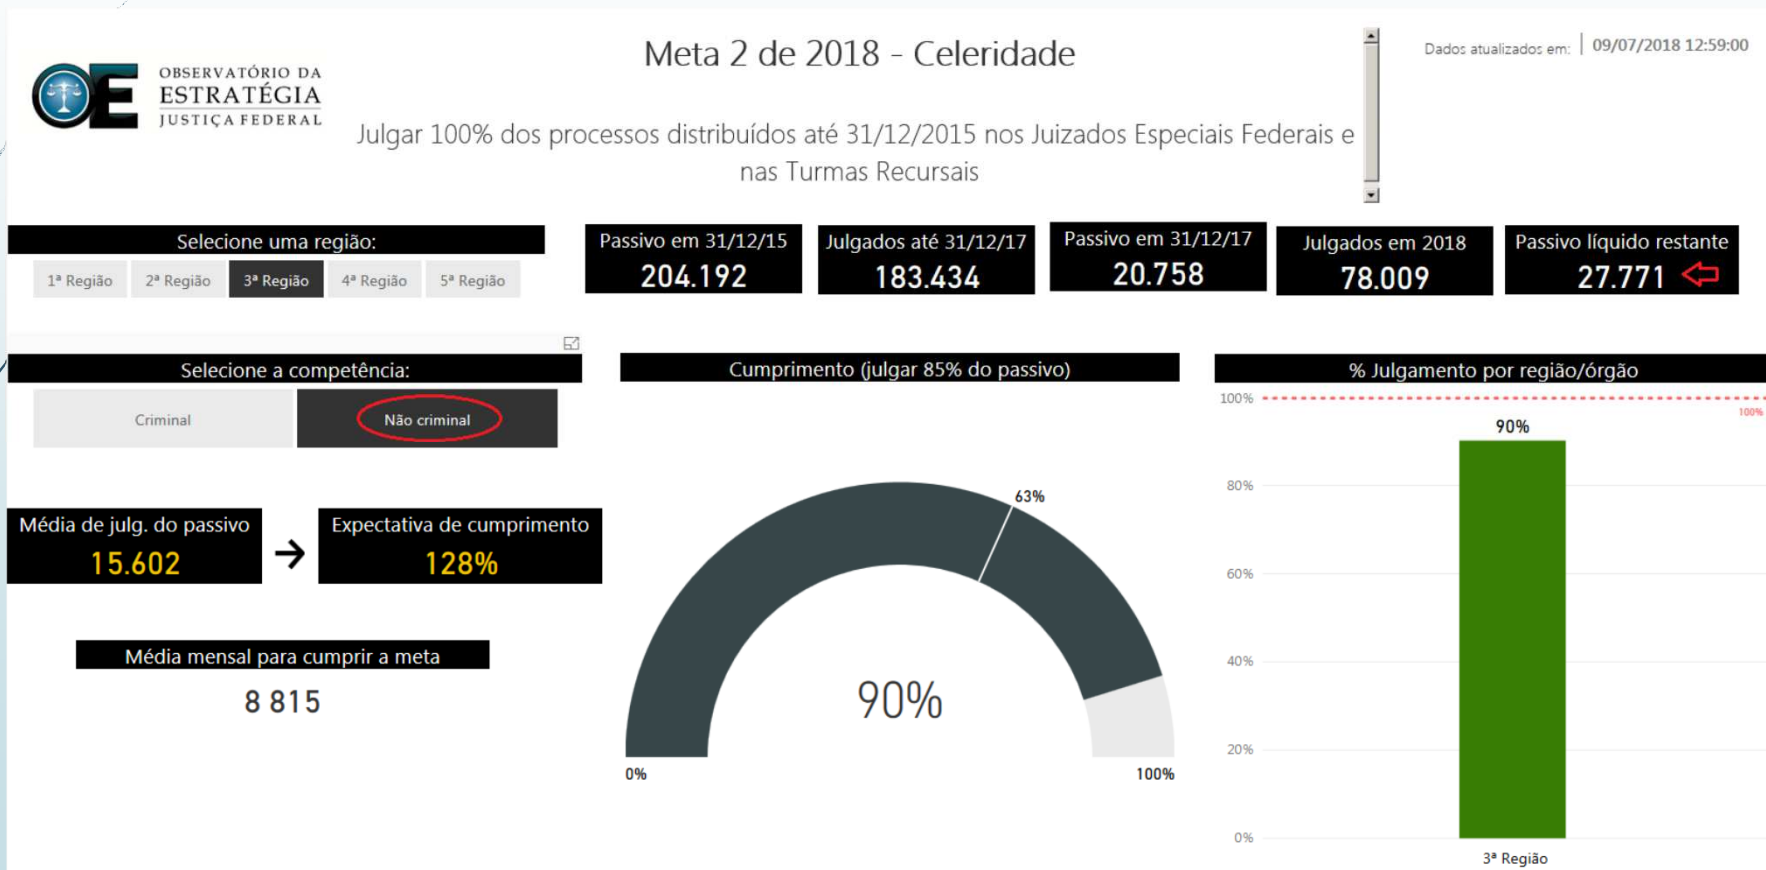 OE
OBSERVATÓRIO DA
ESTRATÉGIA
JUSTIÇA FEDERAL
Meta 2 de 2018 - Celeridade
Dados atualizados em: 09/07/2018 12:59:00
Julgar 100% dos processos distribuídos até 31/12/2015 nos Juizados Especiais Federais e
nas Turmas Recursais
Selecione uma região:
1ª Região 2ª Região 3ª Região 4ª Região 5ª Região
Passivo em 31/12/15
204.192
Julgados até 31/12/17
183.434
Passivo em 31/12/17
20.758
Julgados em 2018
78.009
Passivo líquido restante
27.771
Selecione a competência:
Criminal Não criminal
Média de julg. do passivo
15.602
Expectativa de cumprimento
128%
Média mensal para cumprir a meta
8 815
Cumprimento (julgar 85% do passivo)
63%
90%
0% 100%
% Julgamento por região/órgão
100%
100%
90%
80%
60%
40%
20%
0%
3ª Região